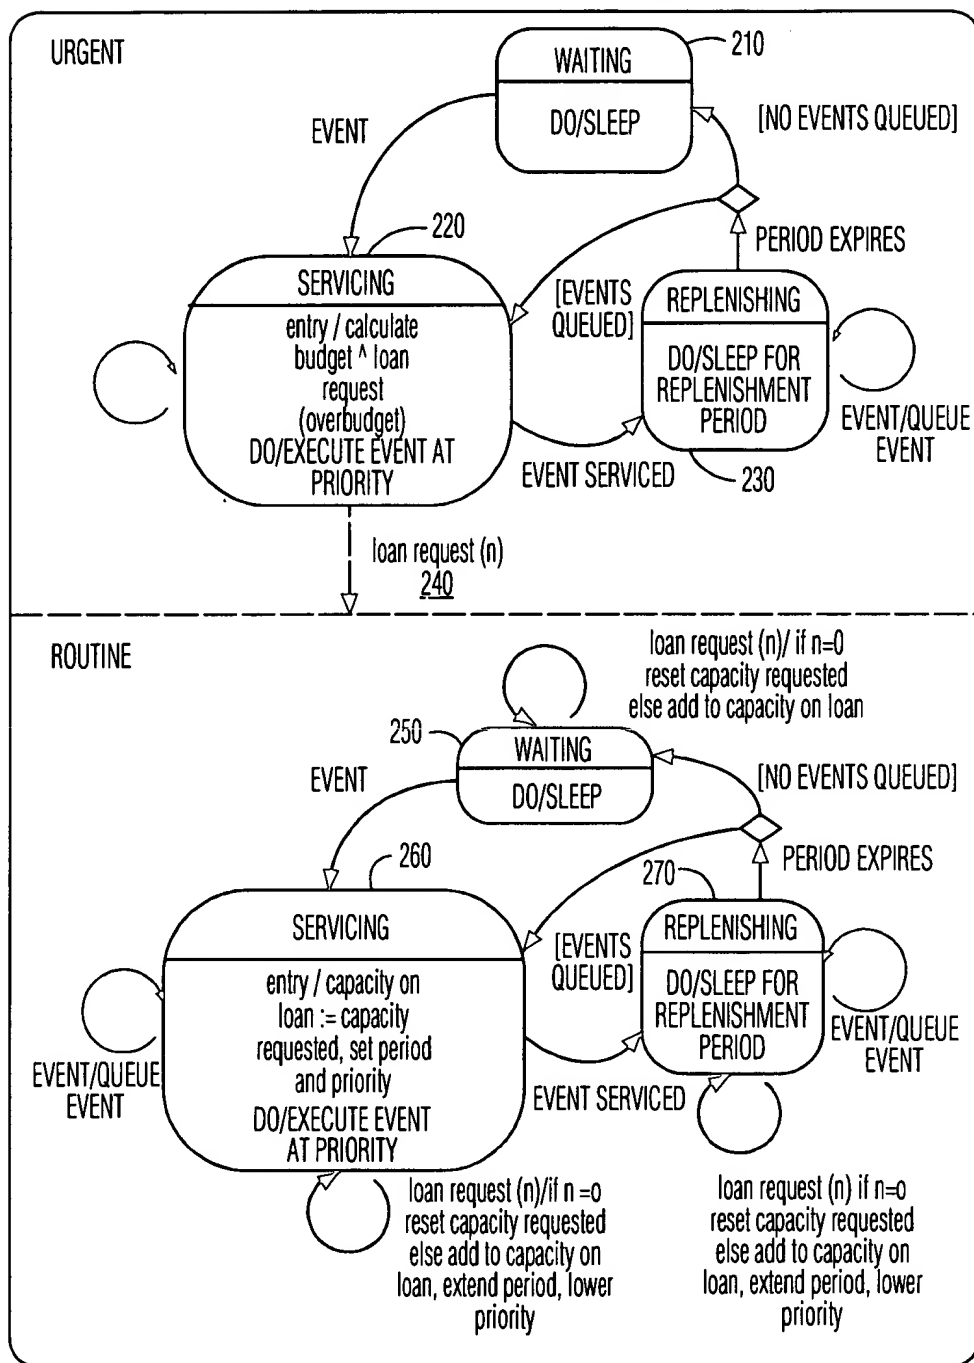 URGENT
210
WAITING
DO/SLEEP
EVENT
[NO EVENTS QUEUED]
220
PERIOD EXPIRES
SERVICING
entry / calculate
budget ^ loan
request
(overbudget)
DO/EXECUTE EVENT AT
PRIORITY
[EVENTS
QUEUED]
REPLENISHING
DO/SLEEP FOR
REPLENISHMENT
PERIOD
EVENT/QUEUE
EVENT
EVENT SERVICED
230
loan request (n)
240
ROUTINE
loan request (n)/ if n=0
reset capacity requested
else add to capacity on loan
250
WAITING
DO/SLEEP
EVENT
[NO EVENTS QUEUED]
260
PERIOD EXPIRES
270
SERVICING
entry / capacity on
loan := capacity
requested, set period
and priority
DO/EXECUTE EVENT
AT PRIORITY
EVENT/QUEUE
EVENT
[EVENTS
QUEUED]
REPLENISHING
DO/SLEEP FOR
REPLENISHMENT
PERIOD
EVENT/QUEUE
EVENT
EVENT SERVICED
loan request (n)/if n =o
reset capacity requested
else add to capacity on
loan, extend period, lower
priority
loan request (n) if n=o
reset capacity requested
else add to capacity on
loan, extend period, lower
priority